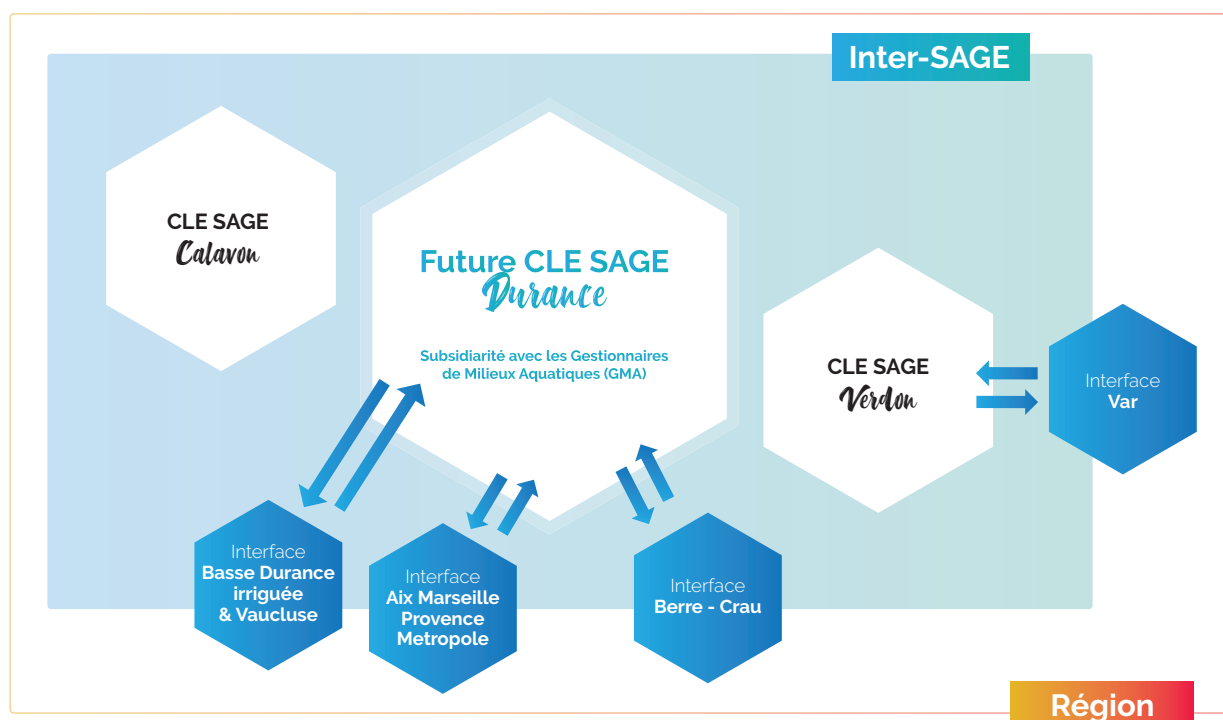 Inter-SAGE
CLE SAGE
Calavon
Future CLE SAGE
Durance
Subsidiarité avec les Gestionnaires
de Milieux Aquatiques (GMA)
CLE SAGE
Verdon
Interface
Var
Interface
Basse Durance
irriguée
& Vaucluse
Interface
Aix Marseille
Provence
Metropole
Interface
Berre - Crau
Région